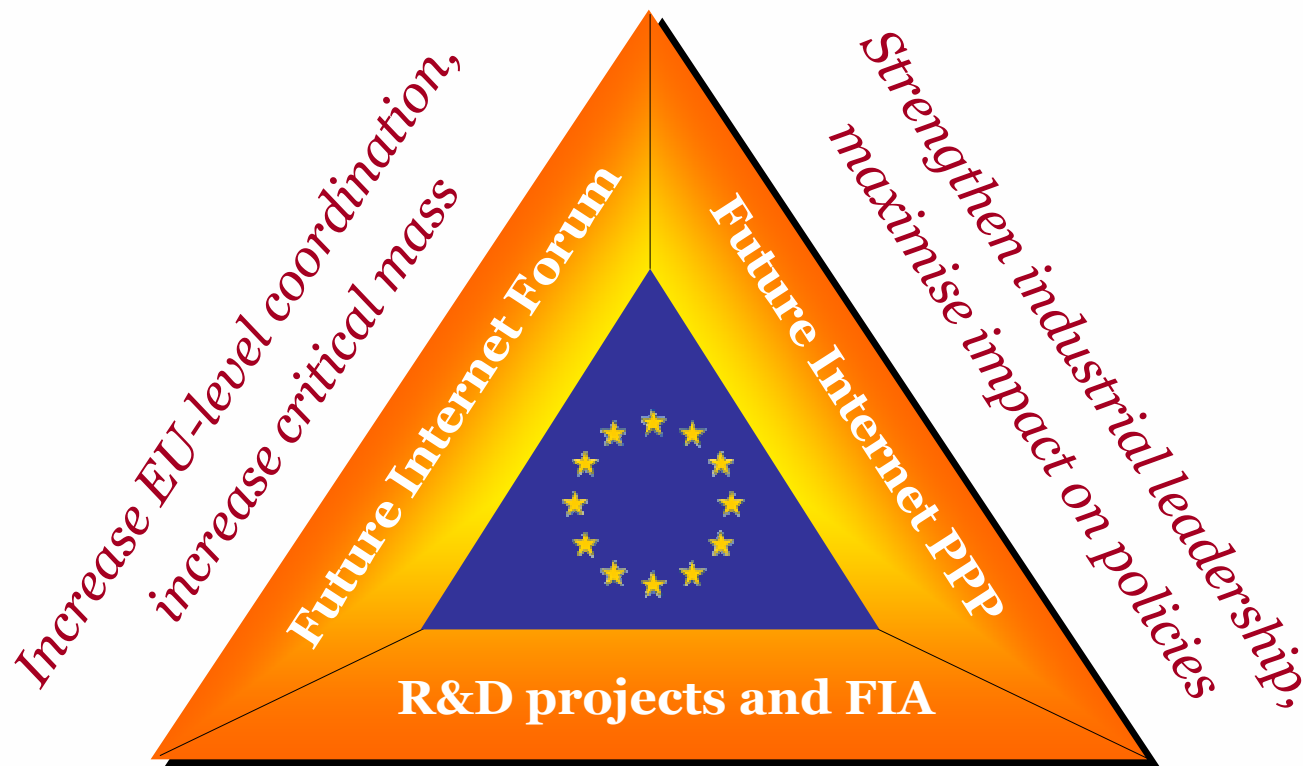 Increase EU-level coordination,
increase critical mass
Future Internet Forum
Strengthen industrial leadership,
maximise impact on policies
Future Internet PPP
R&D projects and FIA